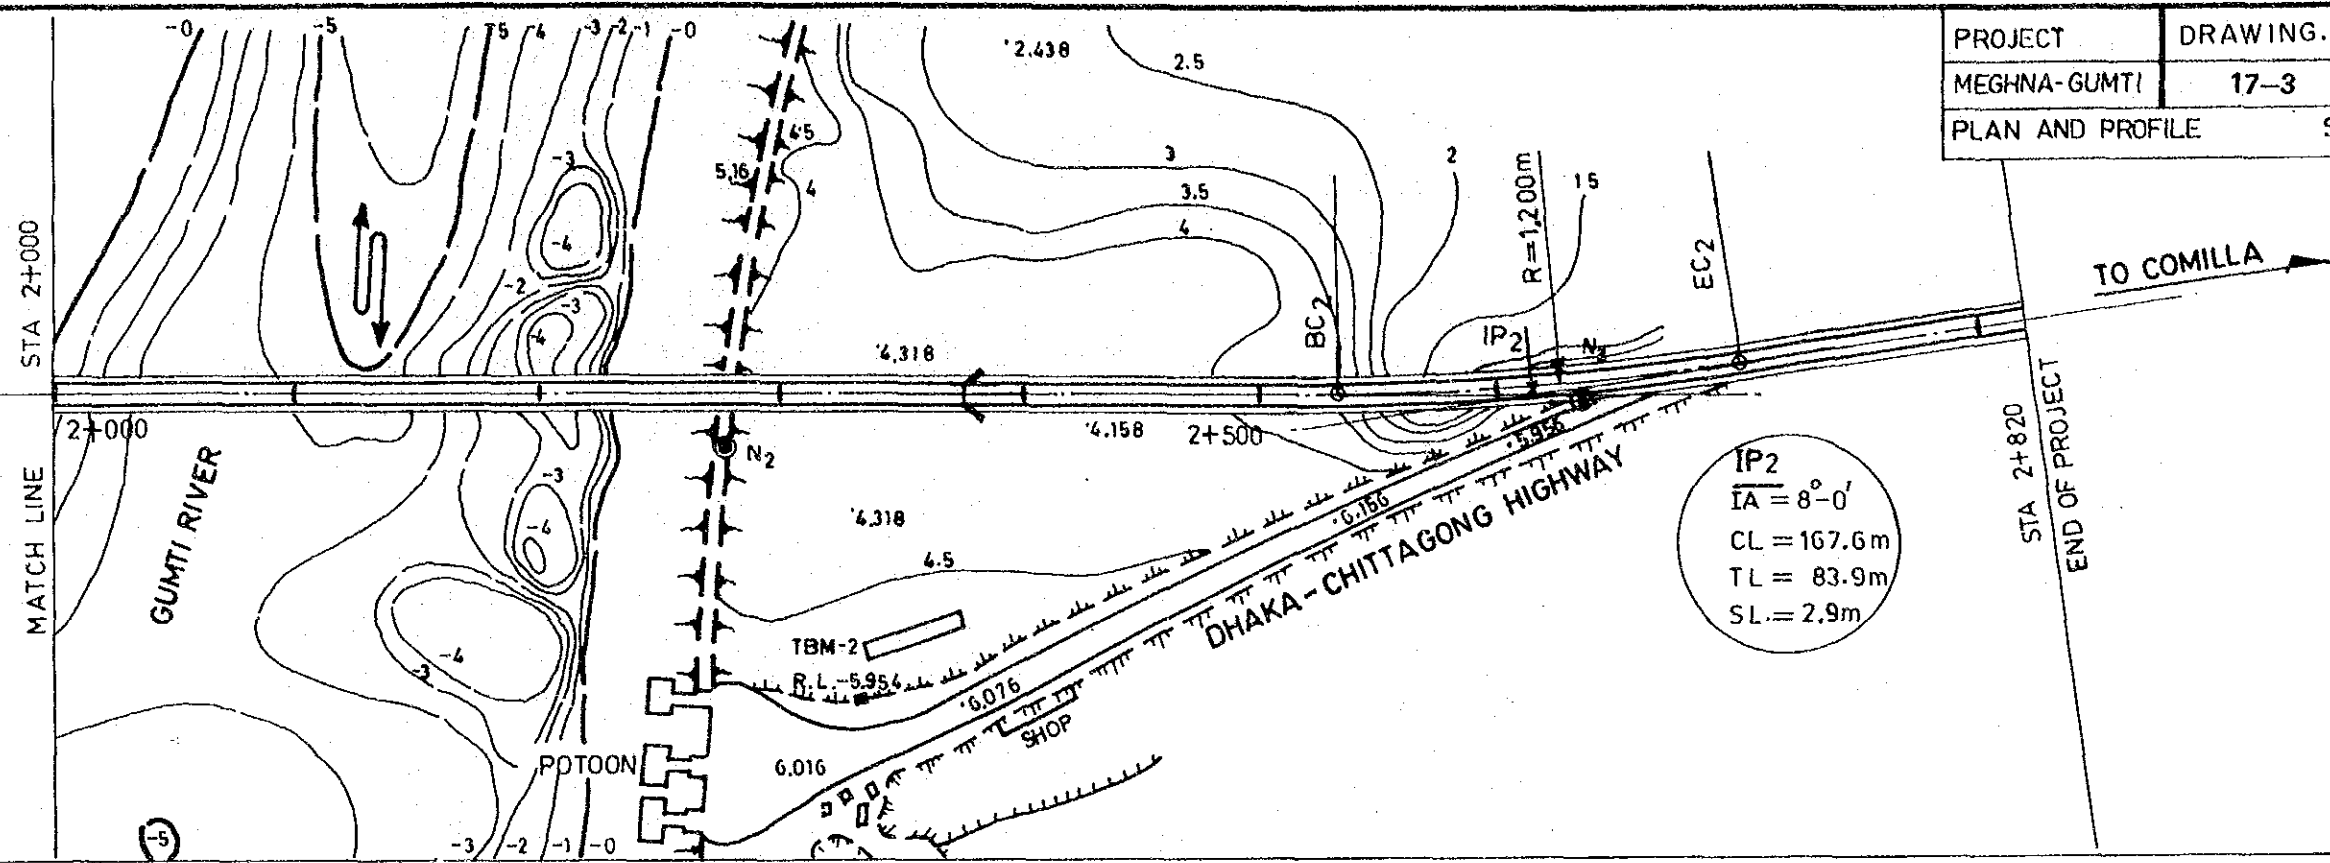 PROJECT DRAWING.
MEGHNA-GUMTI 17-3
PLAN AND PROFILE S
-0 -5 -5 -4 -3 -2 -1 -0
2.438
2.5
4.5
5.16
4
3
3.5
4
2
15
-3
-4
-2
-3
-4
STA 2+000
MATCH LINE
2+000
GUMTI RIVER
4.318
BC2
R=1,200m
IP2
N3
EC2
TO COMILLA
N2
4.158
2+500
5.956
-3
-4
4.318
4.5
6.156
DHAKA-CHITTAGONG HIGHWAY
IP2
IA = 8°-0'
CL = 167.6m
TL = 83.9m
SL.= 2.9m
STA 2+820
END OF PROJECT
TBM-2
R.L.-5.954
-4
-3
6.076
SHOP
POTOON
6.016
-5
-3 -2 -1 -0